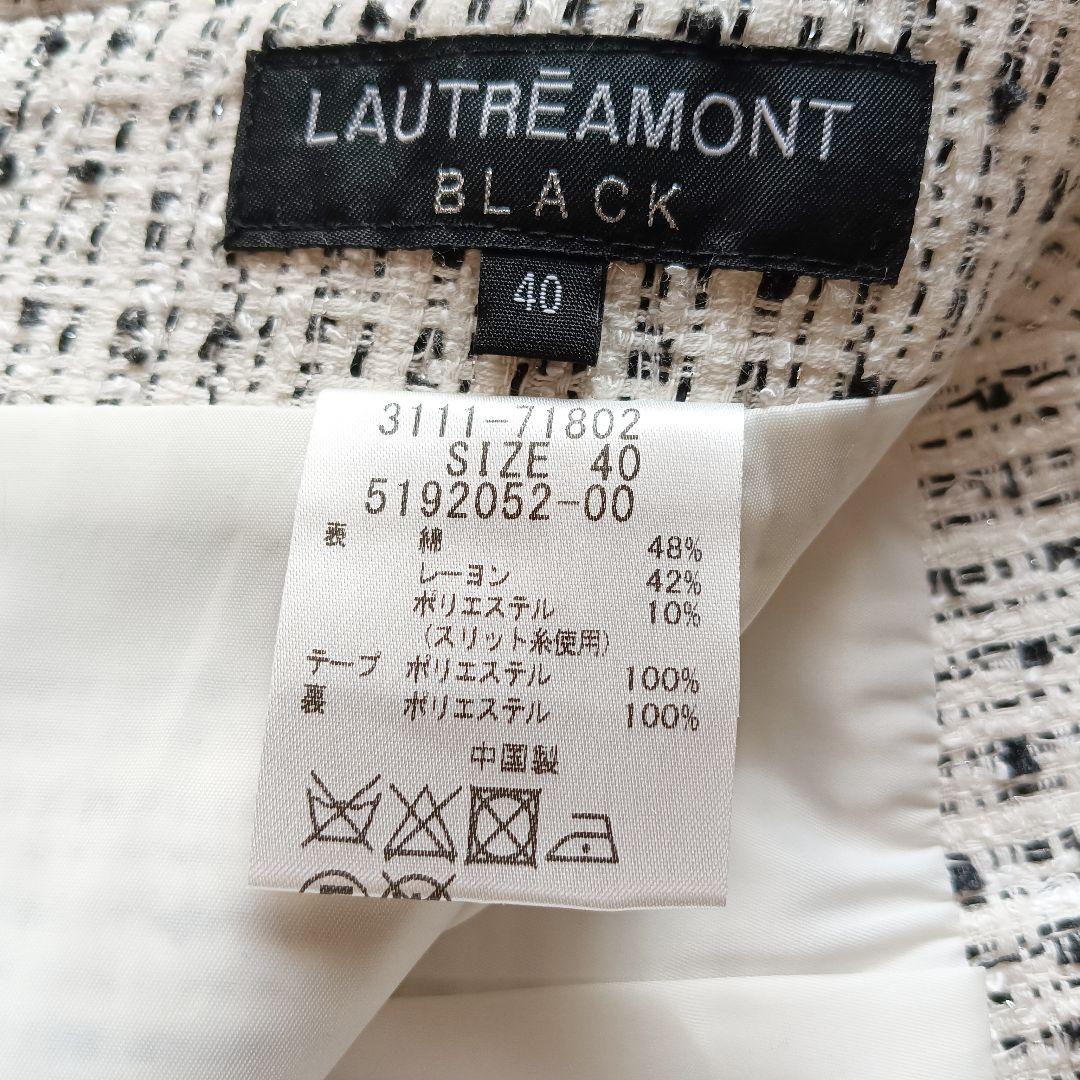 LAUTRĒAMONT
BLACK
40
3111-71802
SIZE 40
5192052-00
表 綿 48%
レーヨン 42%
ポリエステル 10%
(スリット糸使用)
テープ ポリエステル 100%
裏 ポリエステル 100%
中国製